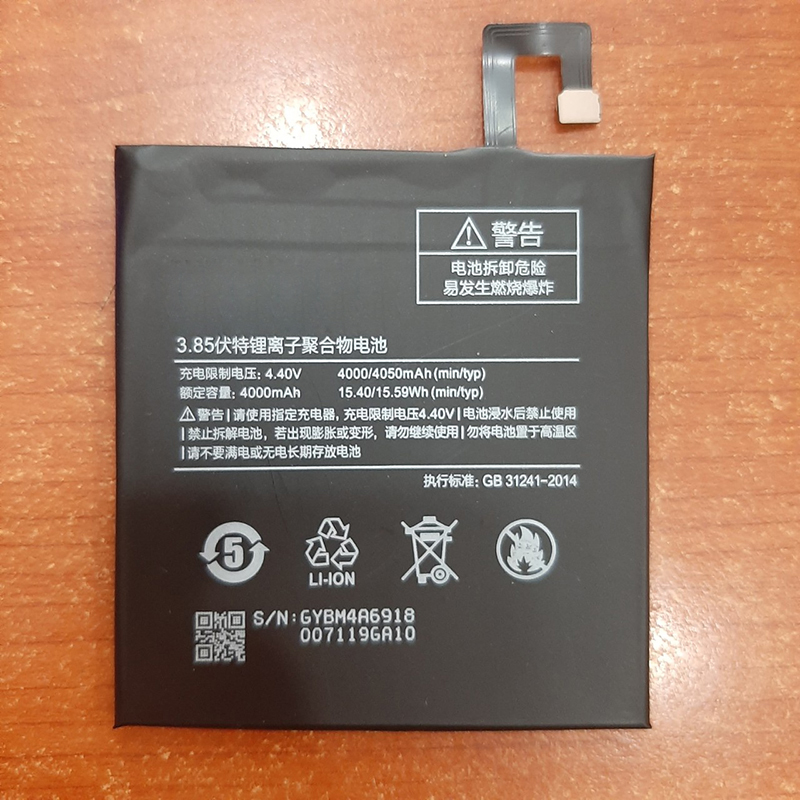 警告
电池拆卸危险
易发生燃烧爆炸
3.85伏特锂离子聚合物电池
充电限制电压: 4.40V 4000/4050mAh (min/typ)
额定容量: 4000mAh 15.40/15.59Wh (min/typ)
警告 | 请使用指定充电器, 充电限制电压4.40V | 电池浸水后禁止使用
| 禁止拆解电池, 若出现膨胀或变形, 请勿继续使用 | 勿将电池置于高温区
| 请不要满电或无电长期存放电池
执行标准: GB 31241-2014
5
LI-ION
S/N:GYBM4A6918
007119GA10